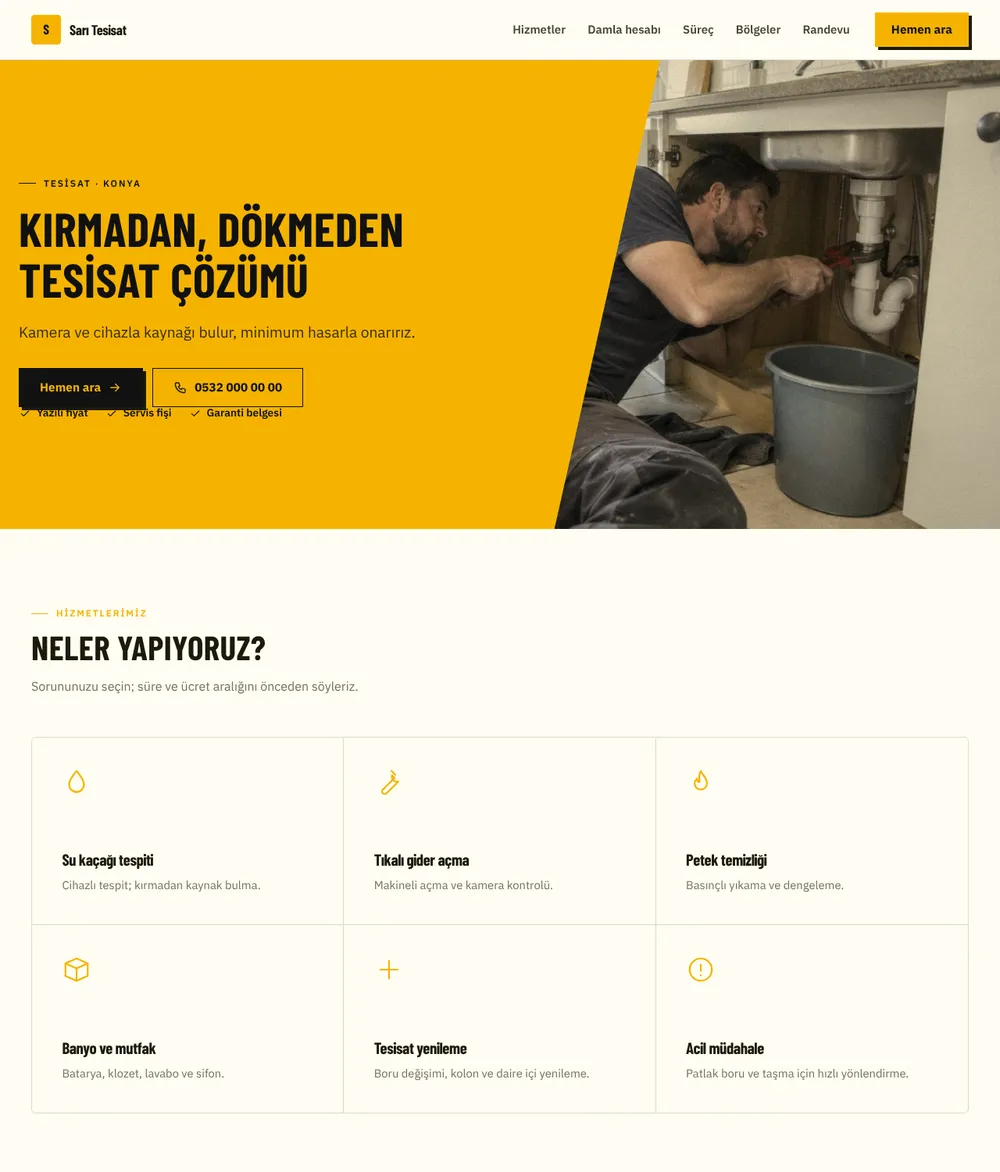 S Sarı Tesisat
Hizmetler Damla hesabı Süreç Bölgeler Randevu Hemen ara
TESİSAT · KONYA
KIRMADAN, DÖKMEDEN
TESİSAT ÇÖZÜMÜ
Kamera ve cihazla kaynağı bulur, minimum hasarla onarırız.
Hemen ara → 0532 000 00 00
Yazılı fiyat Servis fişi Garanti belgesi
HİZMETLERİMİZ
NELER YAPIYORUZ?
Sorununuzu seçin; süre ve ücret aralığını önceden söyleriz.
Su kaçağı tespiti
Cihazlı tespit; kırmadan kaynak bulma.
Tıkalı gider açma
Makineli açma ve kamera kontrolü.
Petek temizliği
Basınçlı yıkama ve dengeleme.
Banyo ve mutfak
Batarya, klozet, lavabo ve sifon.
Tesisat yenileme
Boru değişimi, kolon ve daire içi yenileme.
Acil müdahale
Patlak boru ve taşma için hızlı yönlendirme.